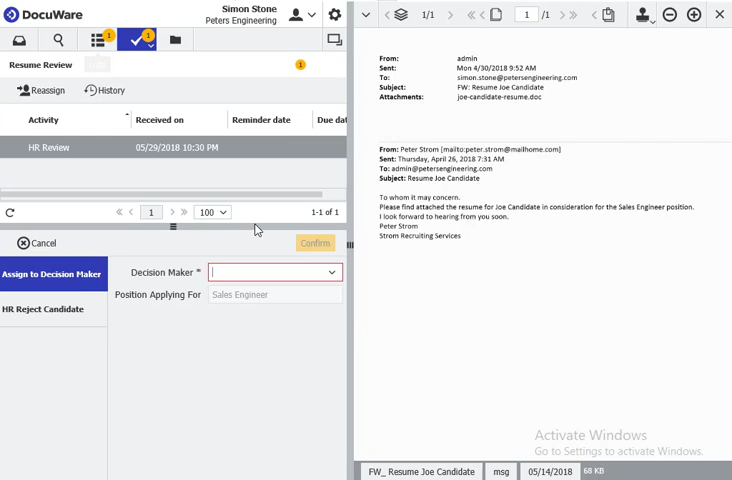 DocuWare
Simon Stone
Peters Engineering
1
1
Resume Review
1
Reassign
History
Activity
Received on
Reminder date
Due dat
HR Review
05/29/2018 10:30 PM
1
100
1-1 of 1
Cancel
Confirm
Assign to Decision Maker
HR Reject Candidate
Decision Maker *
Position Applying For
Sales Engineer
1/1
1
/1
From: admin
Sent: Mon 4/30/2018 9:52 AM
To: simon.stone@petersengineering.com
Subject: FW: Resume Joe Candidate
Attachments: joe-candidate-resume.doc
From: Peter Strom [mailto:peter.strom@mailhome.com]
Sent: Thursday, April 26, 2018 7:31 AM
To: admin@petersengineering.com
Subject: Resume Joe Candidate
To whom it may concern.
Please find attached the resume for Joe Candidate in consideration for the Sales Engineer position.
I look forward to hearing from you soon.
Peter Strom
Strom Recruiting Services
Activate Windows
Go to Settings to activate Windows.
FW_ Resume Joe Candidate
msg
05/14/2018
68 KB